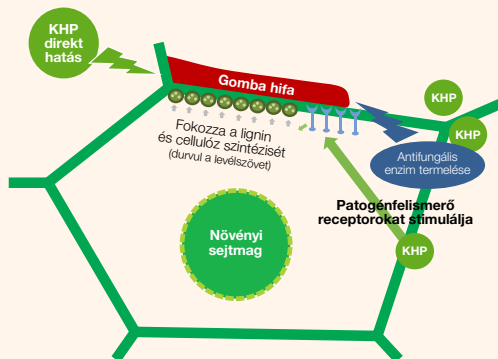 KHP
direkt
hatás
Gomba hifa
KHP
KHP
Fokozza a lignin
és cellulóz szintézisét
(durvul a levélszövet)
Antifungális
enzim termelése
Patogénfelismerő
receptorokat stimulálja
Növényi
sejtmag
KHP